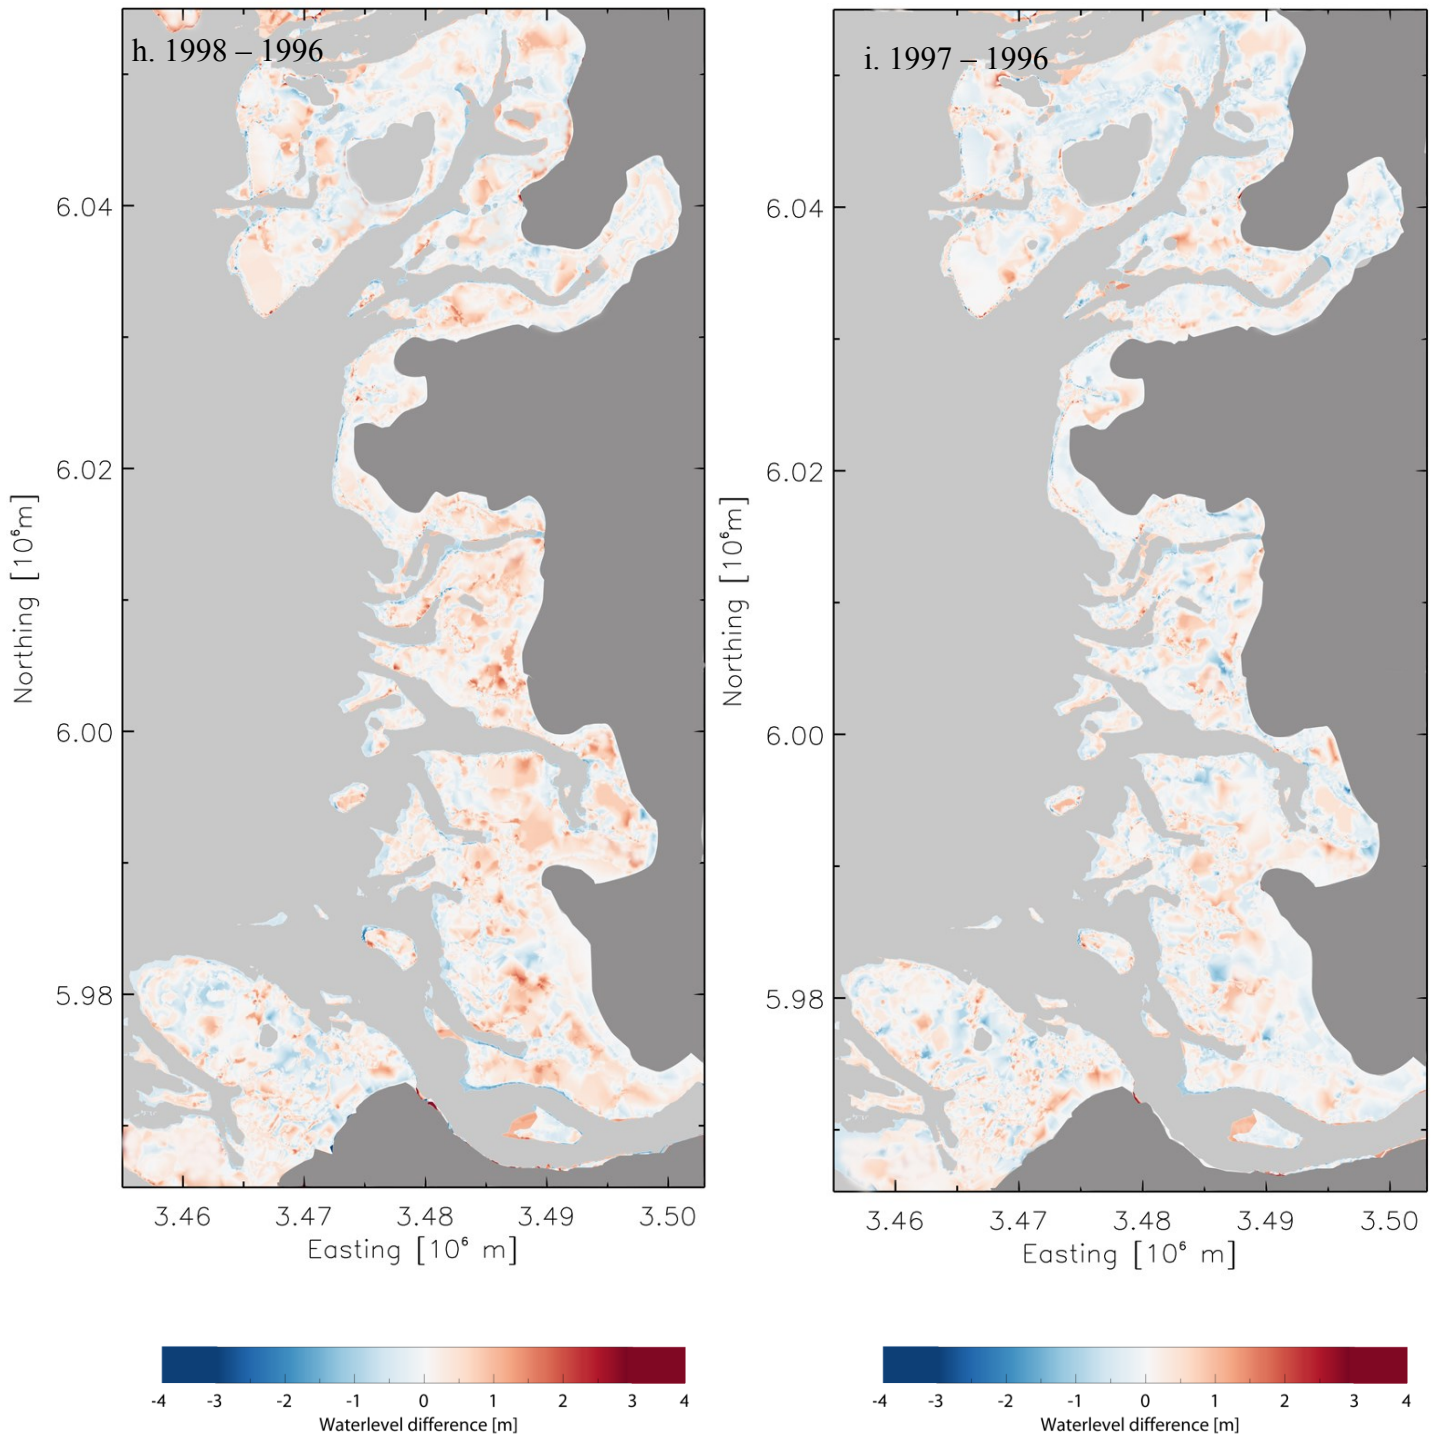 h. 1998 – 1996
6.04
6.02
6.00
5.98
Northing [10⁶m]
3.46 3.47 3.48 3.49 3.50
Easting [10⁶ m]
-4 -3 -2 -1 0 1 2 3 4
Waterlevel difference [m]
i. 1997 – 1996
6.04
6.02
6.00
5.98
Northing [10⁶m]
3.46 3.47 3.48 3.49 3.50
Easting [10⁶ m]
-4 -3 -2 -1 0 1 2 3 4
Waterlevel difference [m]